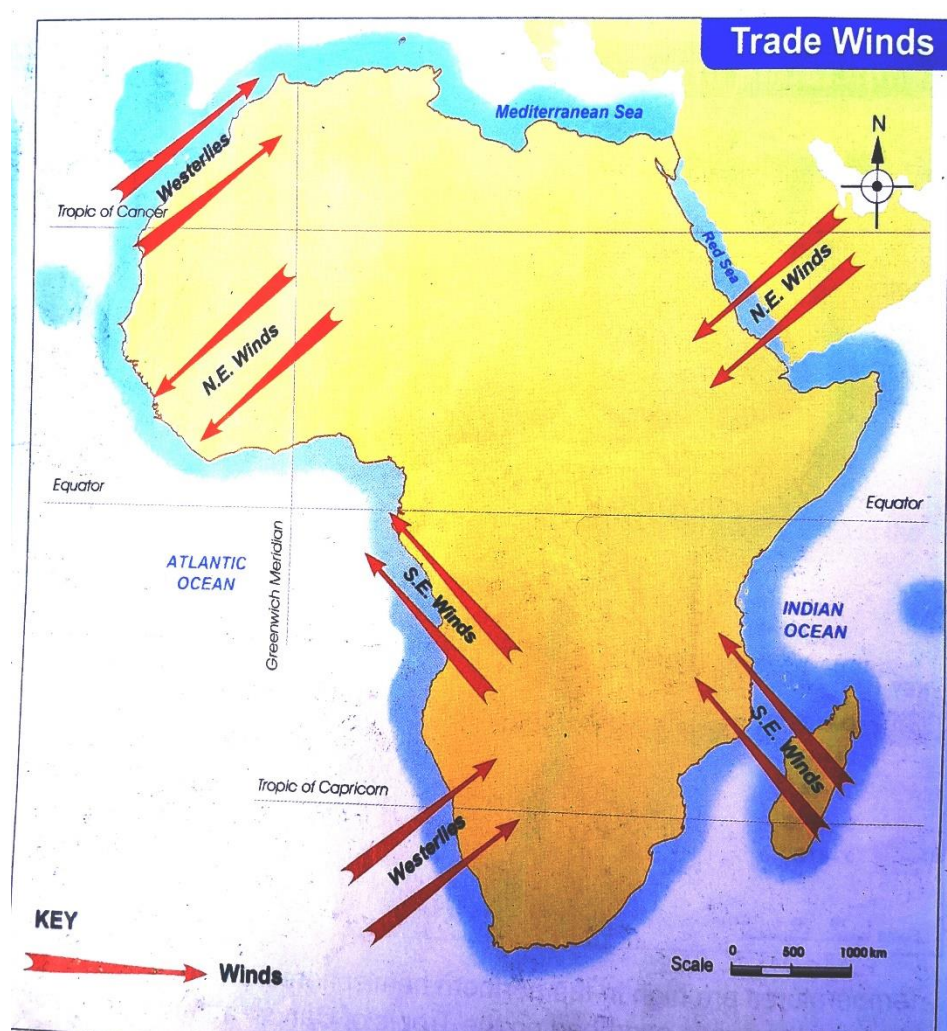 Trade Winds
Mediterranean Sea
N
Westerlies
Tropic of Cancer
Red Sea
N.E. Winds
N.E. Winds
Equator
Equator
ATLANTIC
OCEAN
Greenwich Meridian
S.E. Winds
INDIAN
OCEAN
S.E. Winds
Tropic of Capricorn
Westerlies
KEY
Winds
Scale
0 500 1000 km